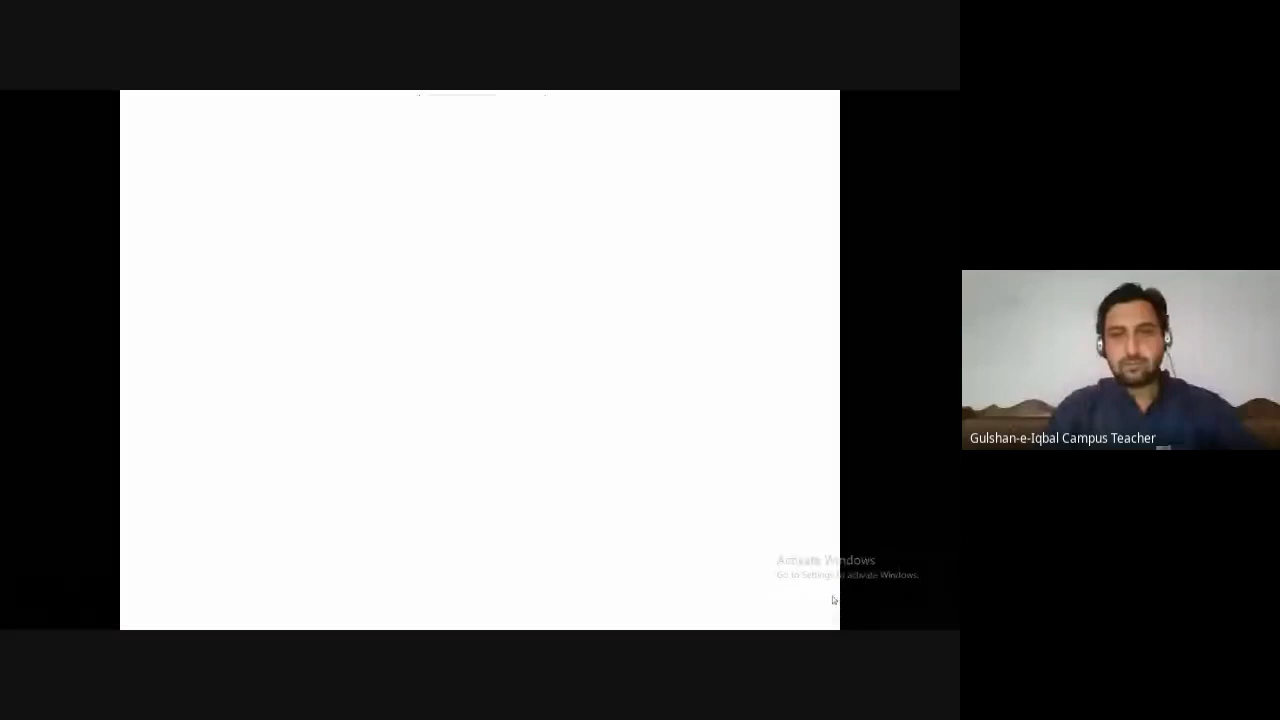 Activate Windows
Go to Settings to activate Windows.
Gulshan-e-Iqbal Campus Teacher